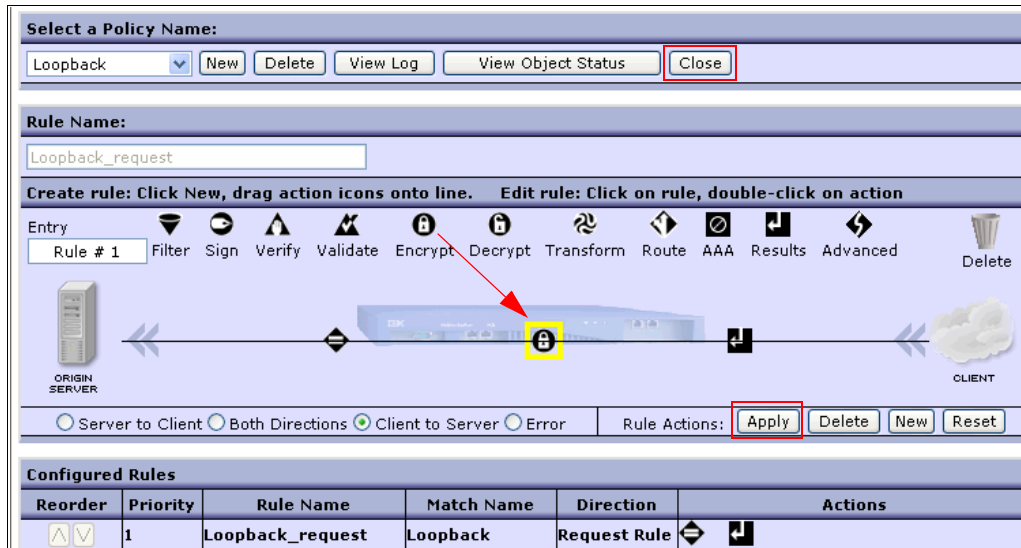 Select a Policy Name:
Loopback New Delete View Log View Object Status Close
Rule Name:
Loopback_request
Create rule: Click New, drag action icons onto line. Edit rule: Click on rule, double-click on action
Entry
Rule # 1 Filter Sign Verify Validate Encrypt Decrypt Transform Route AAA Results Advanced Delete
ORIGIN
SERVER
CLIENT
Server to Client Both Directions Client to Server Error Rule Actions: Apply Delete New Reset
Configured Rules
Reorder Priority Rule Name Match Name Direction Actions
1 Loopback_request Loopback Request Rule